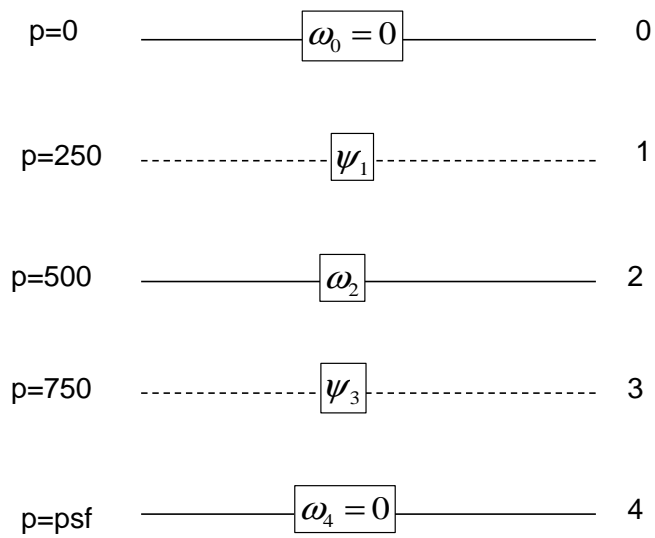 p=0 ω₀ = 0 0
p=250 ψ₁ 1
p=500 ω₂ 2
p=750 ψ₃ 3
p=psf ω₄ = 0 4